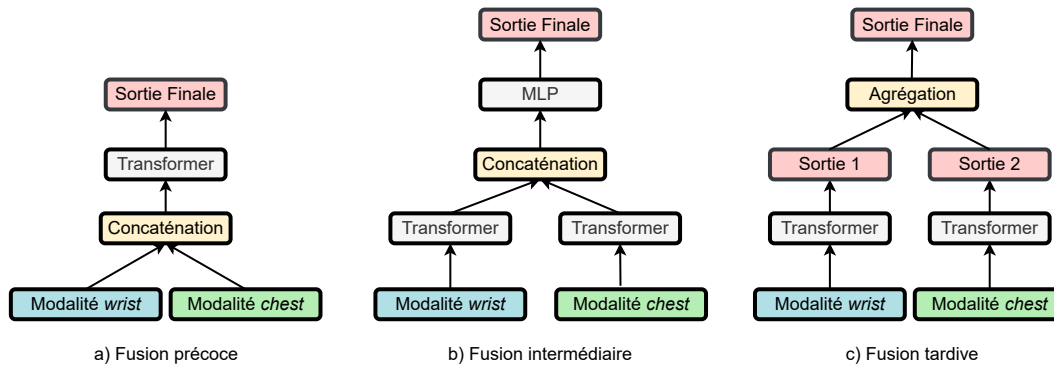 Sortie Finale
Transformer
Concaténation
Modalité wrist
Modalité chest
a) Fusion précoce
Sortie Finale
MLP
Concaténation
Transformer
Transformer
Modalité wrist
Modalité chest
b) Fusion intermédiaire
Sortie Finale
Agrégation
Sortie 1
Sortie 2
Transformer
Transformer
Modalité wrist
Modalité chest
c) Fusion tardive